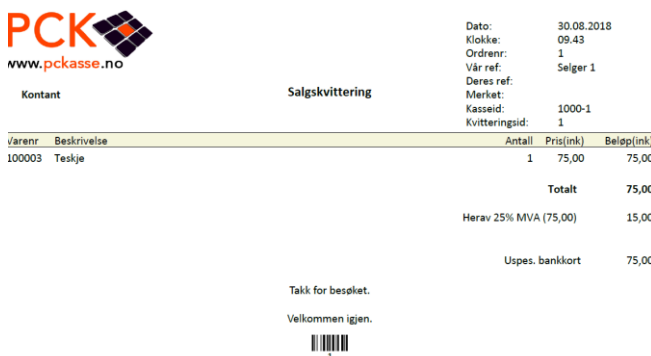 PCK
www.pckasse.no
Dato: 30.08.2018
Klokke: 09.43
Ordrenr: 1
Vår ref: Selger 1
Deres ref:
Kontant
Salgskvittering
Merket:
Kasseid: 1000-1
Kvitteringsid: 1
Varenr Beskrivelse Antall Pris(ink) Beløp(ink)
100003 Teskje 1 75,00 75,00
Totalt 75,00
Herav 25% MVA (75,00) 15,00
Uspes. bankkort 75,00
Takk for besøket.
Velkommen igjen.